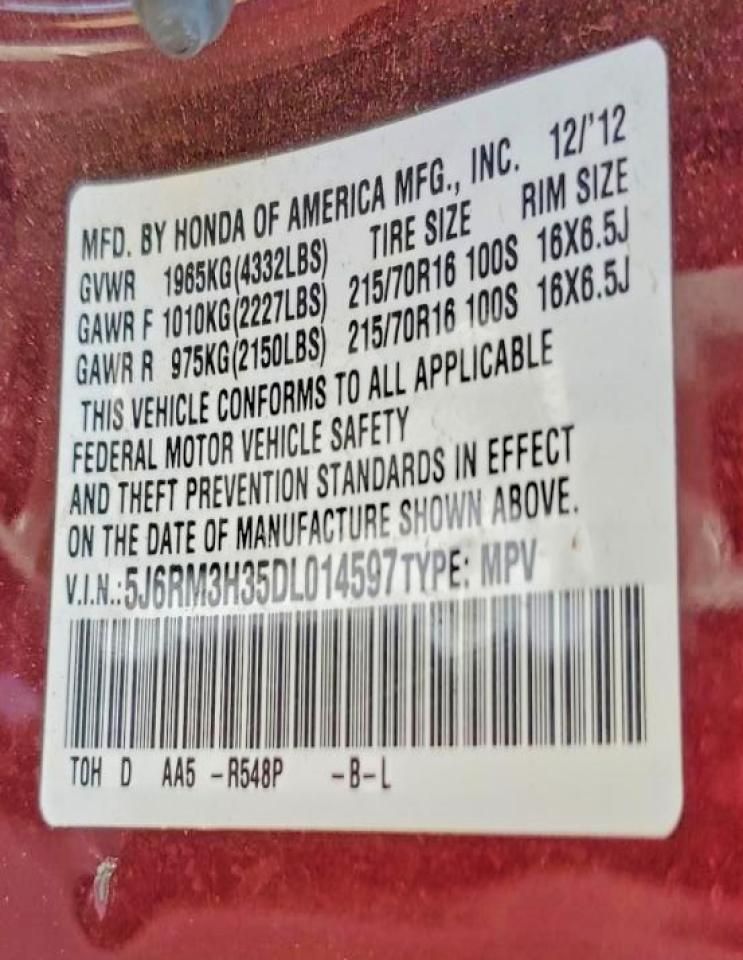 MFD. BY HONDA OF AMERICA MFG., INC. 12/'12
GVWR 1965KG(4332LBS) TIRE SIZE RIM SIZE
GAWR F 1010KG(2227LBS) 215/70R16 100S 16X6.5J
GAWR R 975KG(2150LBS) 215/70R16 100S 16X6.5J
THIS VEHICLE CONFORMS TO ALL APPLICABLE
FEDERAL MOTOR VEHICLE SAFETY
AND THEFT PREVENTION STANDARDS IN EFFECT
ON THE DATE OF MANUFACTURE SHOWN ABOVE.
V.I.N.:5J6RM3H35DL014597TYPE: MPV
TOH D AA5 -R548P -B-L